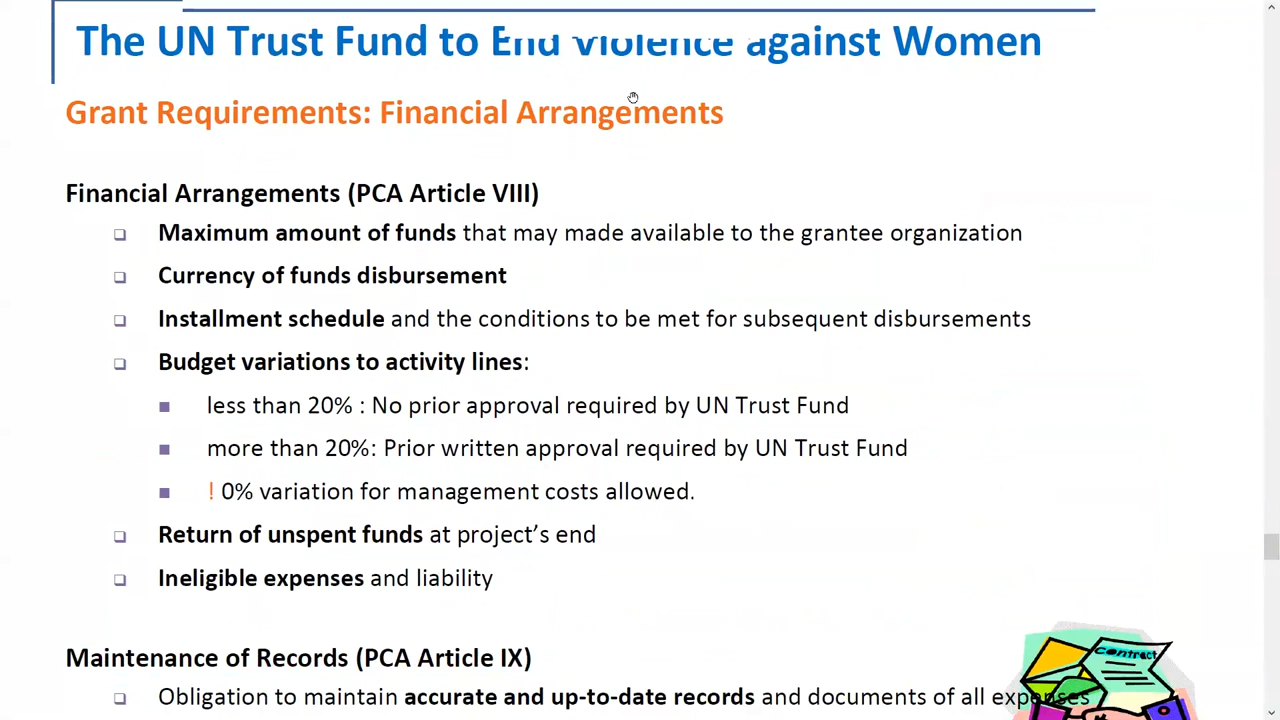 The UN Trust Fund to End Violence against Women
Grant Requirements: Financial Arrangements
Financial Arrangements (PCA Article VIII)
Maximum amount of funds that may made available to the grantee organization
Currency of funds disbursement
Installment schedule and the conditions to be met for subsequent disbursements
Budget variations to activity lines:
less than 20% : No prior approval required by UN Trust Fund
more than 20%: Prior written approval required by UN Trust Fund
! 0% variation for management costs allowed.
Return of unspent funds at project’s end
Ineligible expenses and liability
Maintenance of Records (PCA Article IX)
contract
Obligation to maintain accurate and up-to-date records and documents of all expenses